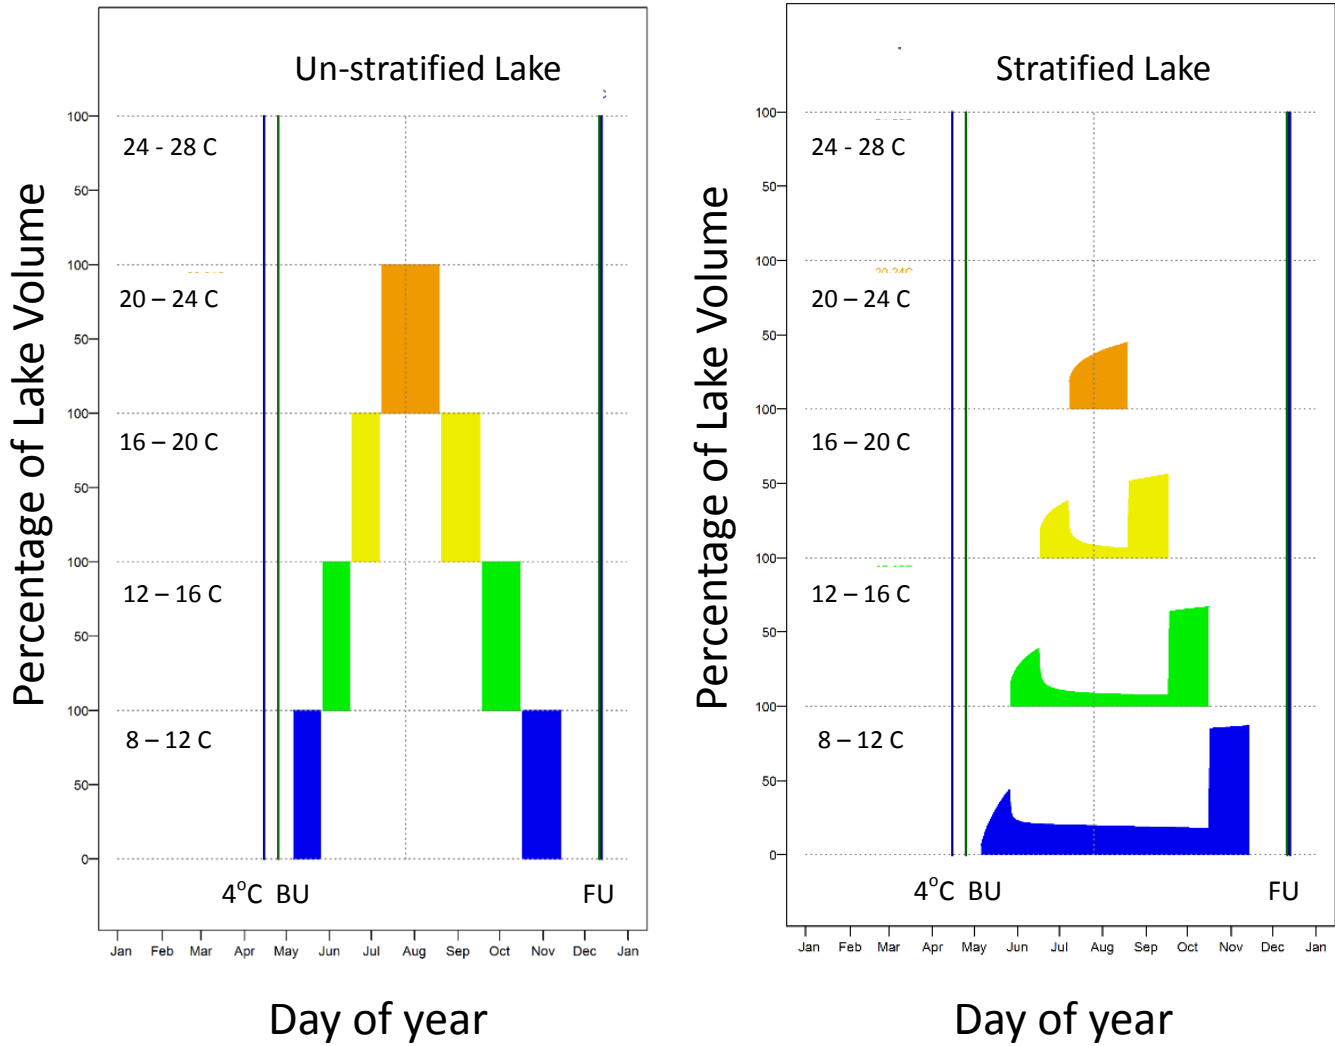 Un-stratified Lake
Percentage of Lake Volume
100
24 - 28 C
50
100
20 – 24 C
50
100
16 – 20 C
50
100
12 – 16 C
50
100
8 – 12 C
50
0
4°C BU FU
Jan Feb Mar Apr May Jun Jul Aug Sep Oct Nov Dec Jan
Day of year
Stratified Lake
Percentage of Lake Volume
100
24 - 28 C
50
100
20 – 24 C
50
100
16 – 20 C
50
100
12 – 16 C
50
100
8 – 12 C
50
0
4°C BU FU
Jan Feb Mar Apr May Jun Jul Aug Sep Oct Nov Dec Jan
Day of year